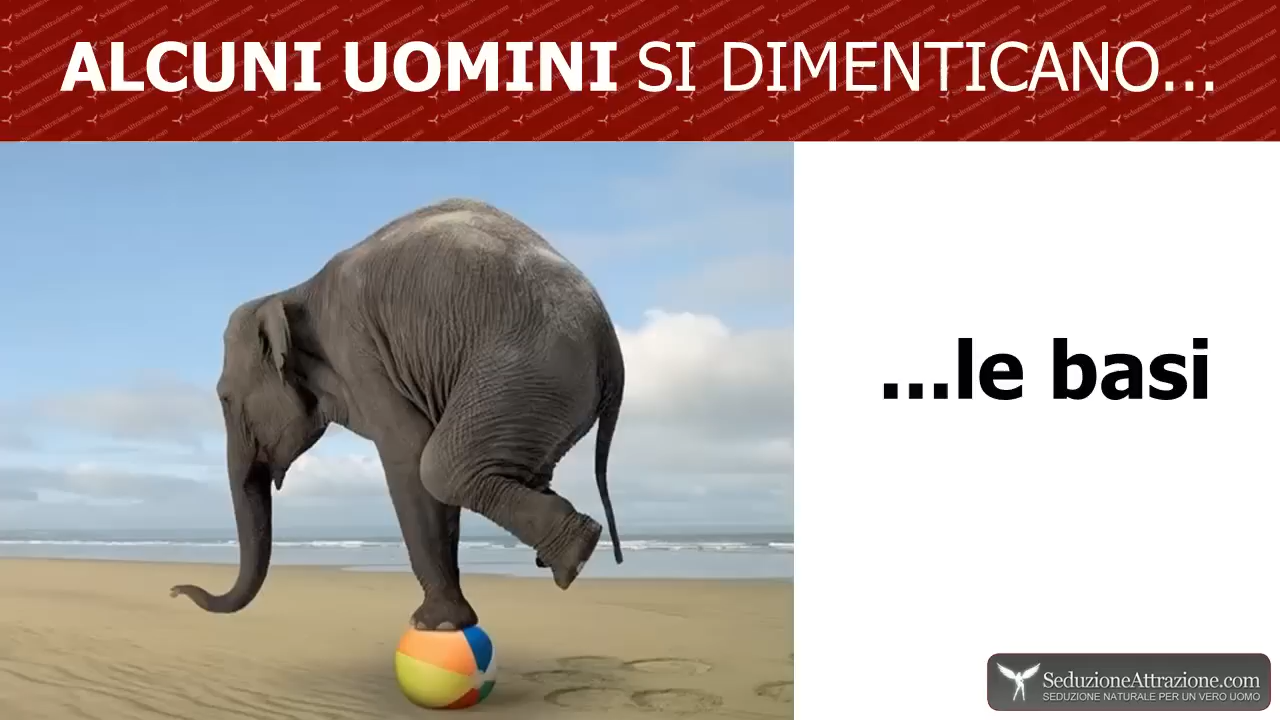 ALCUNI UOMINI SI DIMENTICANO...
...le basi
SeduzioneAttrazione.com
SEDUZIONE NATURALE PER UN VERO UOMO